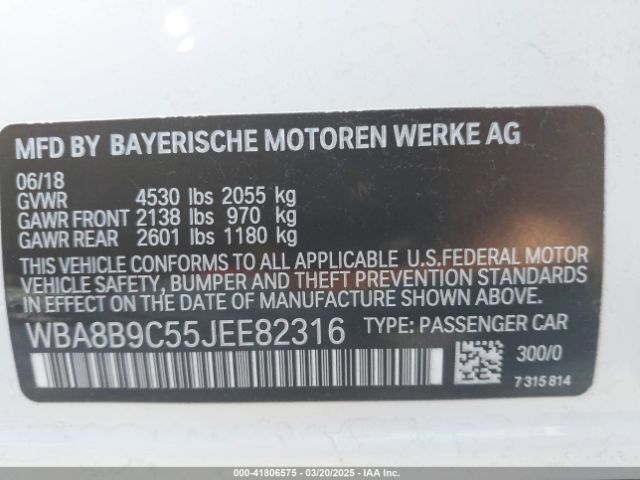 MFD BY BAYERISCHE MOTOREN WERKE AG
06/18
GVWR 4530 lbs 2055 kg
GAWR FRONT 2138 lbs 970 kg
GAWR REAR 2601 lbs 1180 kg
THIS VEHICLE CONFORMS TO ALL APPLICABLE U.S.FEDERAL MOTOR
VEHICLE SAFETY, BUMPER AND THEFT PREVENTION STANDARDS
IN EFFECT ON THE DATE OF MANUFACTURE SHOWN ABOVE.
WBA8B9C55JEE82316 TYPE: PASSENGER CAR
300/0
7 315 814
000-41806575 — 03/20/2025 — IAA Inc.